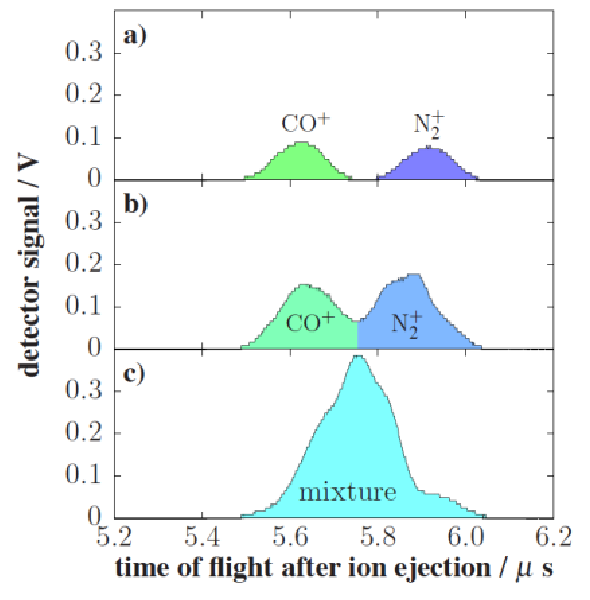 a)
0.3
0.2
0.1
0
CO⁺
N₂⁺
b)
0.3
0.2
0.1
0
CO⁺
N₂⁺
c)
0.3
0.2
0.1
0
mixture
5.2 5.4 5.6 5.8 6.0 6.2
time of flight after ion ejection / μ s
detector signal / V